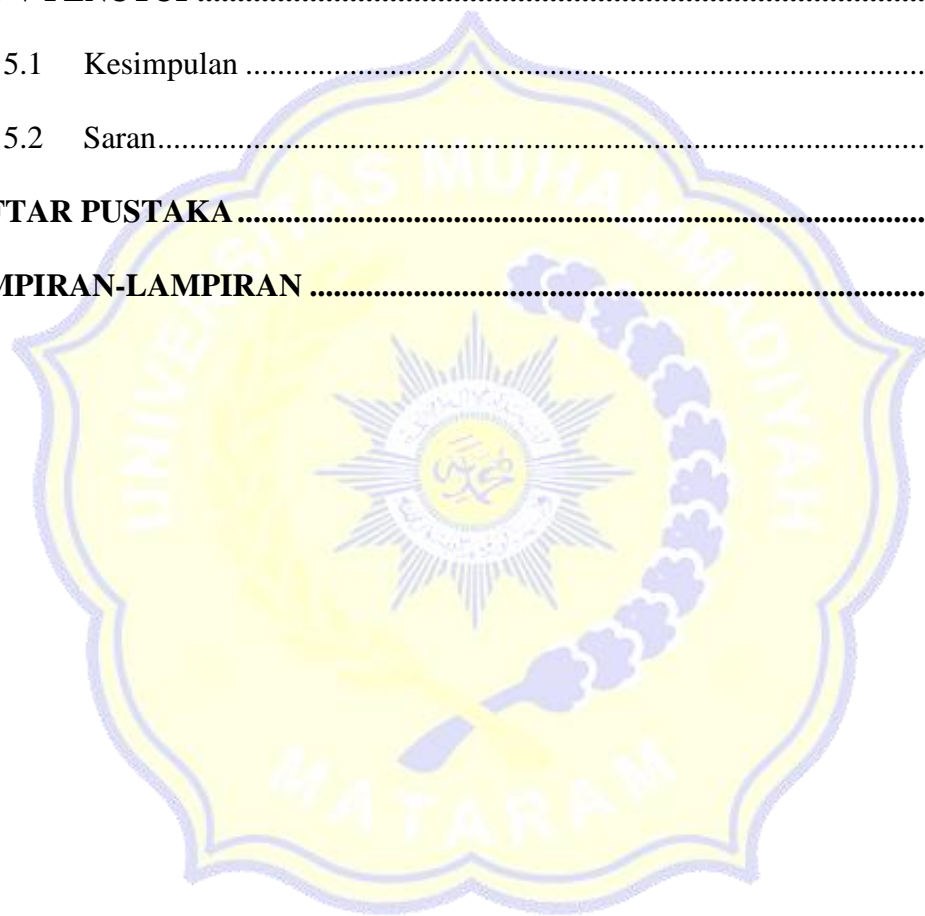 5.1 Kesimpulan ....................................................................................
5.2 Saran...............................................................................................
TAR PUSTAKA .....................................................................................
MPIRAN-LAMPIRAN ............................................................................
UNIVERSITAS MUHAMMADIYAH
MATARAM